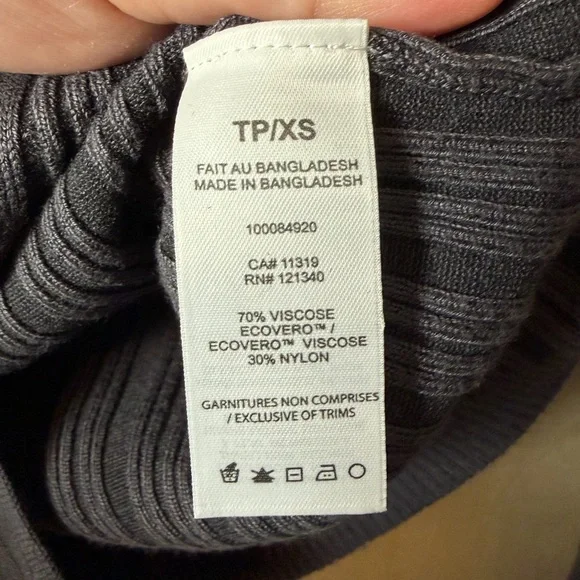 TP/XS
FAIT AU BANGLADESH
MADE IN BANGLADESH
100084920
CA# 11319
RN# 121340
70% VISCOSE
ECOVERO™ /
ECOVERO™ VISCOSE
30% NYLON
GARNITURES NON COMPRISES
/ EXCLUSIVE OF TRIMS